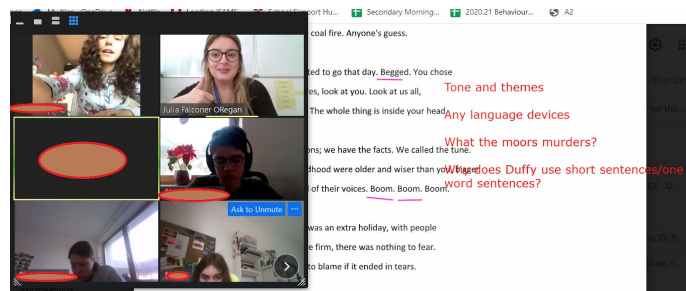 Secondary Morning...
2020.21 Behaviour...
A2
coal fire. Anyone's guess.
ted to go that day. Begged. You chose
es, look at you. Look at us all,
The whole thing is inside your head
ns; we have the facts. We called the tune.
dhood were older and wiser than you, bigger
of their voices. Boom. Boom. Boom.
was an extra holiday, with people
e firm, there was nothing to fear.
to blame if it ended in tears.
Tone and themes
Any language devices
What the moors murders?
Why does Duffy use short sentences/one
word sentences?
Julia Falconer ORegan
Ask to Unmute